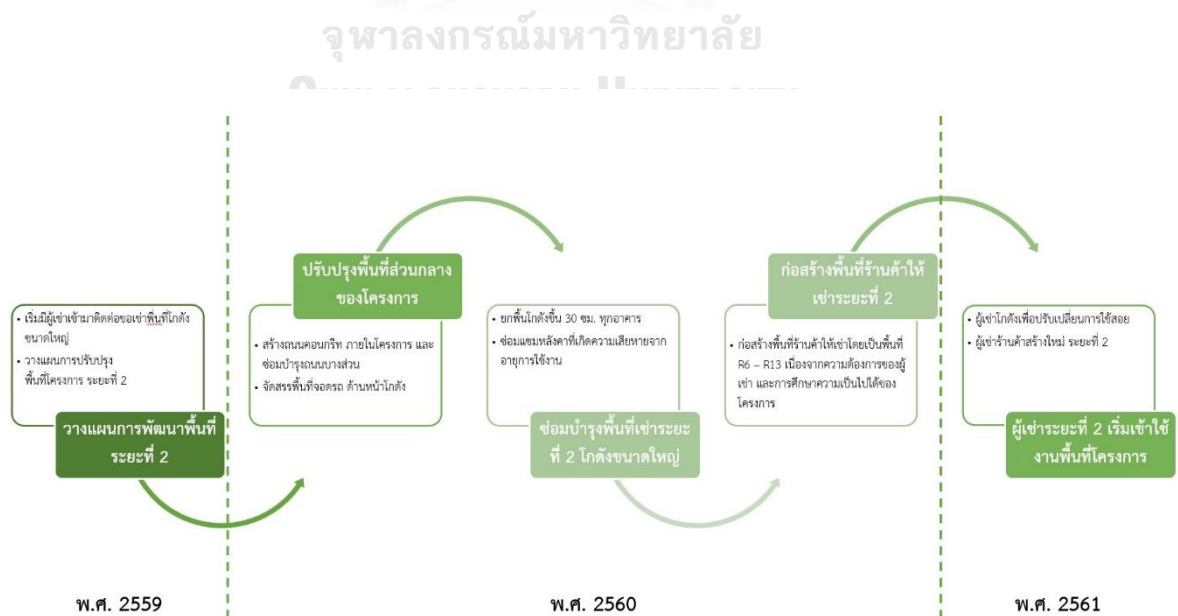 จุฬาลงกรณ์มหาวิทยาลัย
CHULALONGKORN UNIVERSITY
วางแผนการพัฒนาพื้นที่
ระยะที่ 2
• เริ่มมีผู้เช่าเข้ามาติดต่อขอเช่าพื้นที่โกดัง
ขนาดใหญ่
• วางแผนการปรับปรุง
พื้นที่โครงการ ระยะที่ 2
ปรับปรุงพื้นที่ส่วนกลาง
ของโครงการ
• สร้างถนนคอนกรีท ภายในโครงการ และ
ซ่อมบำรุงถนนบางส่วน
• จัดสรรพื้นที่จอดรถ ด้านหน้าโกดัง
• ยกพื้นโกดังขึ้น 30 ซม. ทุกอาคาร
• ซ่อมแซมหลังคาที่เกิดความเสียหายจาก
อายุการใช้งาน
ซ่อมบำรุงพื้นที่เช่าระยะ
ที่ 2 โกดังขนาดใหญ่
ก่อสร้างพื้นที่ร้านค้าให้
เช่าระยะที่ 2
• ก่อสร้างพื้นที่ร้านค้าให้เช่าโดยเป็นพื้นที่
R6 – R13 เนื่องจากความต้องการของผู้
เช่า และการศึกษาความเป็นไปได้ของ
โครงการ
• ผู้เช่าโกดังเพื่อปรับเปลี่ยนการใช้สอย
• ผู้เช่าร้านค้าสร้างใหม่ ระยะที่ 2
ผู้เช่าระยะที่ 2 เริ่มเข้าใช้
งานพื้นที่โครงการ
พ.ศ. 2559
พ.ศ. 2560
พ.ศ. 2561